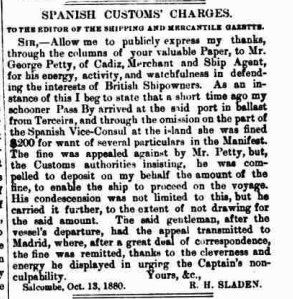 SPANISH CUSTOMS' CHARGES.
TO THE EDITOR OF THE SHIPPING AND MERCANTILE GAZETTE.
SIR,—Allow me to publicly express my thanks,
through the columns of your valuable Paper, to Mr.
George Petty, of Cadiz, Merchant and Ship Agent,
for his energy, activity, and watchfulness in defend-
ing the interests of British Shipowners. As an in-
stance of this I beg to state that a short time ago my
schooner Pass By arrived at the said port in ballast
from Terceira, and through the omission on the part of
the Spanish Vice-Consul at the island she was fined
$200 for want of several particulars in the Manifest.
The fine was appealed against by Mr. Petty, but,
the Customs authorities insisting, he was com-
pelled to deposit on my behalf the amount of the
fine, to enable the ship to proceed on the voyage.
His condescension was not limited to this, but he
carried it further, to the extent of not drawing for
the said amount. The said gentleman, after the
vessel's departure, had the appeal transmitted to
Madrid, where, after a great deal of correspondence,
the fine was remitted, thanks to the cleverness and
energy he displayed in urging the Captain's non-
culpability. Yours, &c.,
Salcombe, Oct. 13, 1880. R. H. SLADEN.